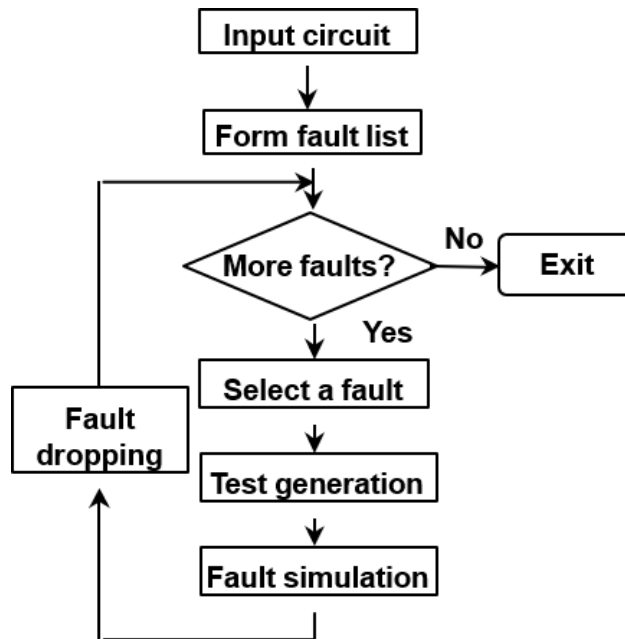 Input circuit
Form fault list
More faults?
No
Exit
Yes
Select a fault
Fault
dropping
Test generation
Fault simulation